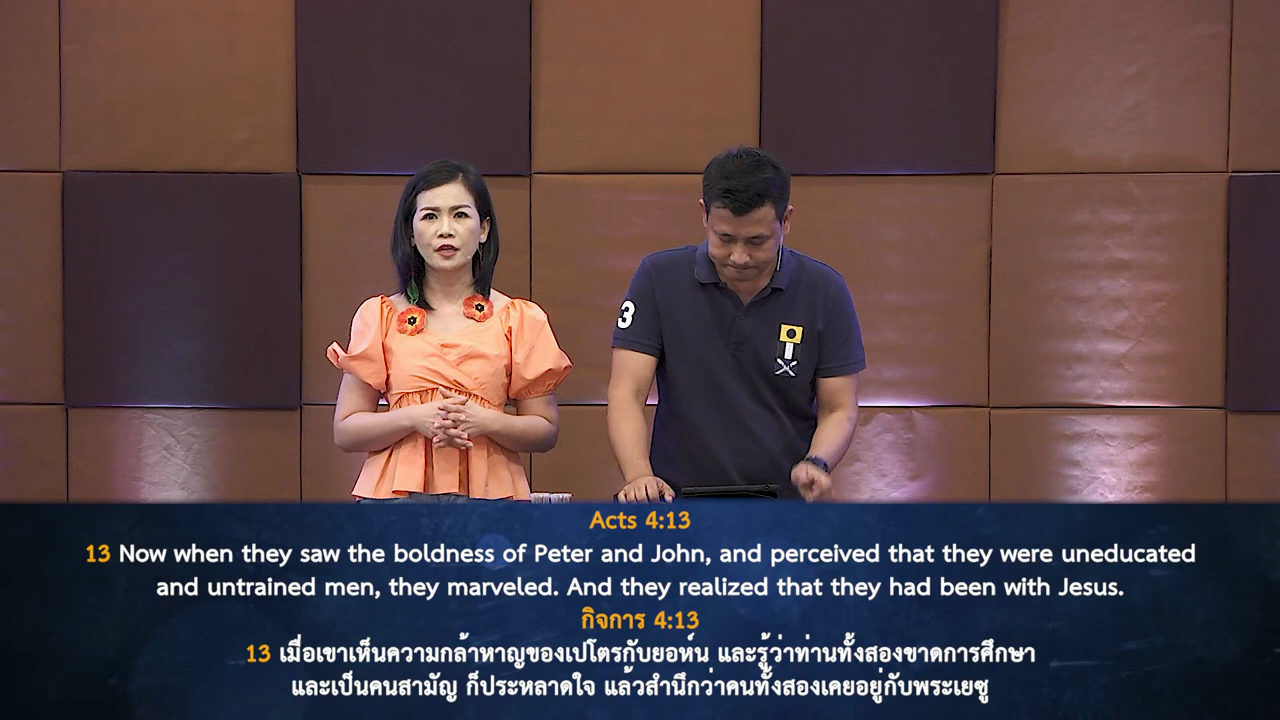 3
Acts 4:13
13 Now when they saw the boldness of Peter and John, and perceived that they were uneducated
and untrained men, they marveled. And they realized that they had been with Jesus.
กิจการ 4:13
13 เมื่อเขาเห็นความกล้าหาญของเปโตรกับยอห์น และรู้ว่าท่านทั้งสองขาดการศึกษา
และเป็นคนสามัญ ก็ประหลาดใจ แล้วสำนึกว่าคนทั้งสองเคยอยู่กับพระเยซู